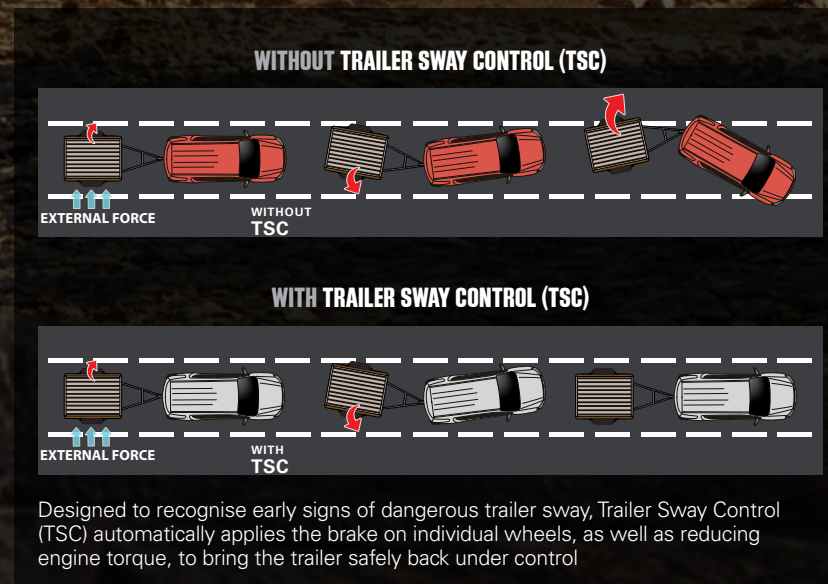 WITHOUT TRAILER SWAY CONTROL (TSC)
EXTERNAL FORCE
WITHOUT
TSC
WITH TRAILER SWAY CONTROL (TSC)
EXTERNAL FORCE
WITH
TSC
Designed to recognise early signs of dangerous trailer sway, Trailer Sway Control
(TSC) automatically applies the brake on individual wheels, as well as reducing
engine torque, to bring the trailer safely back under control